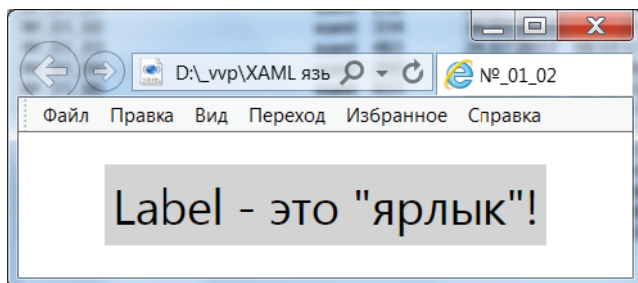 D:\_vvp\XAML язь
№_01_02
Файл Правка Вид Переход Избранное Справка
Label - это "ярлык"!